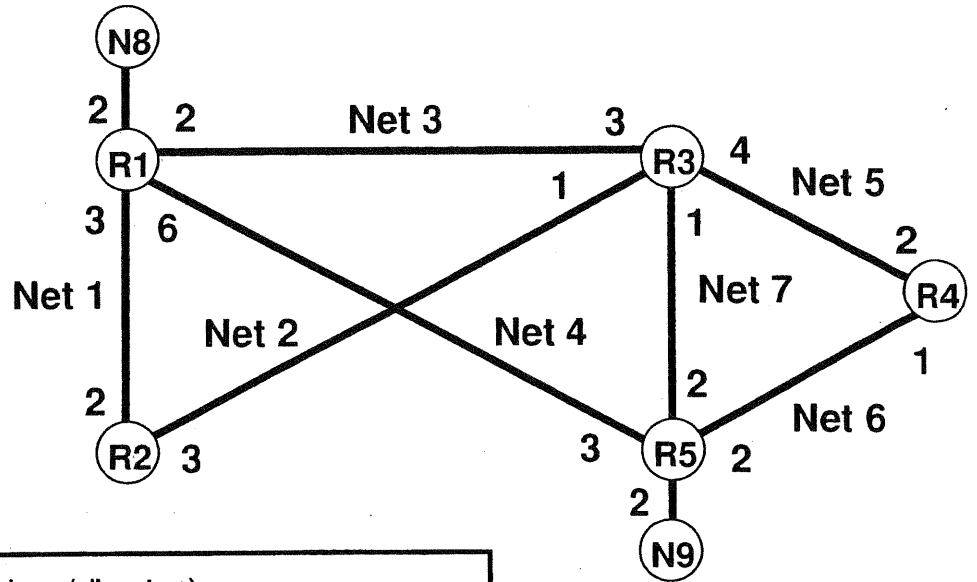 N8
2 2 Net 3 3 4
R1 R3
Net 5
3 6 1 1 2
Net 1 Net 7 R4
Net 2 Net 4
2 2 1
Net 6
R2 3 3 R5 2
2
N9